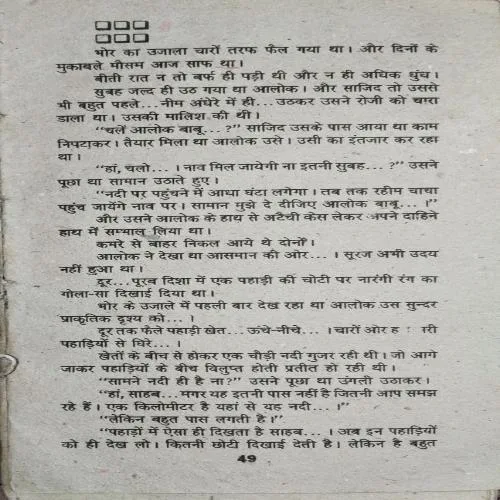 भोर का उजाला चारों तरफ फैल गया था। और दिनों के
मुकाबले मौसम आज साफ था।
बीती रात न तो बर्फ ही पड़ी थी और न ही अधिक धुंध।
सुबह जल्द ही उठ गया था आलोक। और साजिद तो उससे
भी बहुत पहले...नीम अंधेरे में ही...उठकर उसने रोजी को चारा
डाला था। उसकी मालिश की थी।
“चलें आलोक बाबू...?” साजिद उसके पास आया था काम
निपटाकर। तैयार मिला था आलोक उसे। उसी का इंतजार कर रहा
था।
“हां, चलो...। नाव मिल जायेगी ना इतनी सुबह...?” उसने
पूछा था सामान उठाते हुए।
“नदी पर पहुंचने में आधा घंटा लगेगा। तब तक रहीम चाचा
पहुंच जायेंगे नाव पर। सामान मुझे दे दीजिए आलोक बाबू...।”
और उसने आलोक के हाथ से अटैची केस लेकर अपने दाहिने
हाथ में सम्भाल लिया था।
कमरे से बाहर निकल आये थे दोनों।
आलोक ने देखा था आसमान की ओर...। सूरज अभी उदय
नहीं हुआ था।
दूर...पूरब दिशा में एक पहाड़ी की चोटी पर नारंगी रंग का
गोला-सा दिखाई दिया था।
भोर के उजाले में पहली बार देख रहा था आलोक उस सुन्दर
प्राकृतिक दृश्य को...।
दूर तक फैले पहाड़ी खेत...ऊंचे-नीचे...।चारों ओर
पहाड़ियों से घिरे...।
खेतों के बीच से होकर एक चौड़ी नदी गुजर रही थी। जो आगे
जाकर पहाड़ियों के बीच विलुप्त होती प्रतीत हो रही थी।
“सामने नदी ही है ना?” उसने पूछा था उंगली उठाकर।
“हां, साहब...मगर यह इतनी पास नहीं है जितनी आप समझ
रहे हैं। एक किलोमीटर है यहां से यह नदी...।”
“लेकिन बहुत पास लगती है।”
“पहाड़ों में ऐसा ही दिखता है साहब...। अब इन पहाड़ियों
को ही देख लो। कितनी छोटी दिखाई देती है। लेकिन है बहुत
49